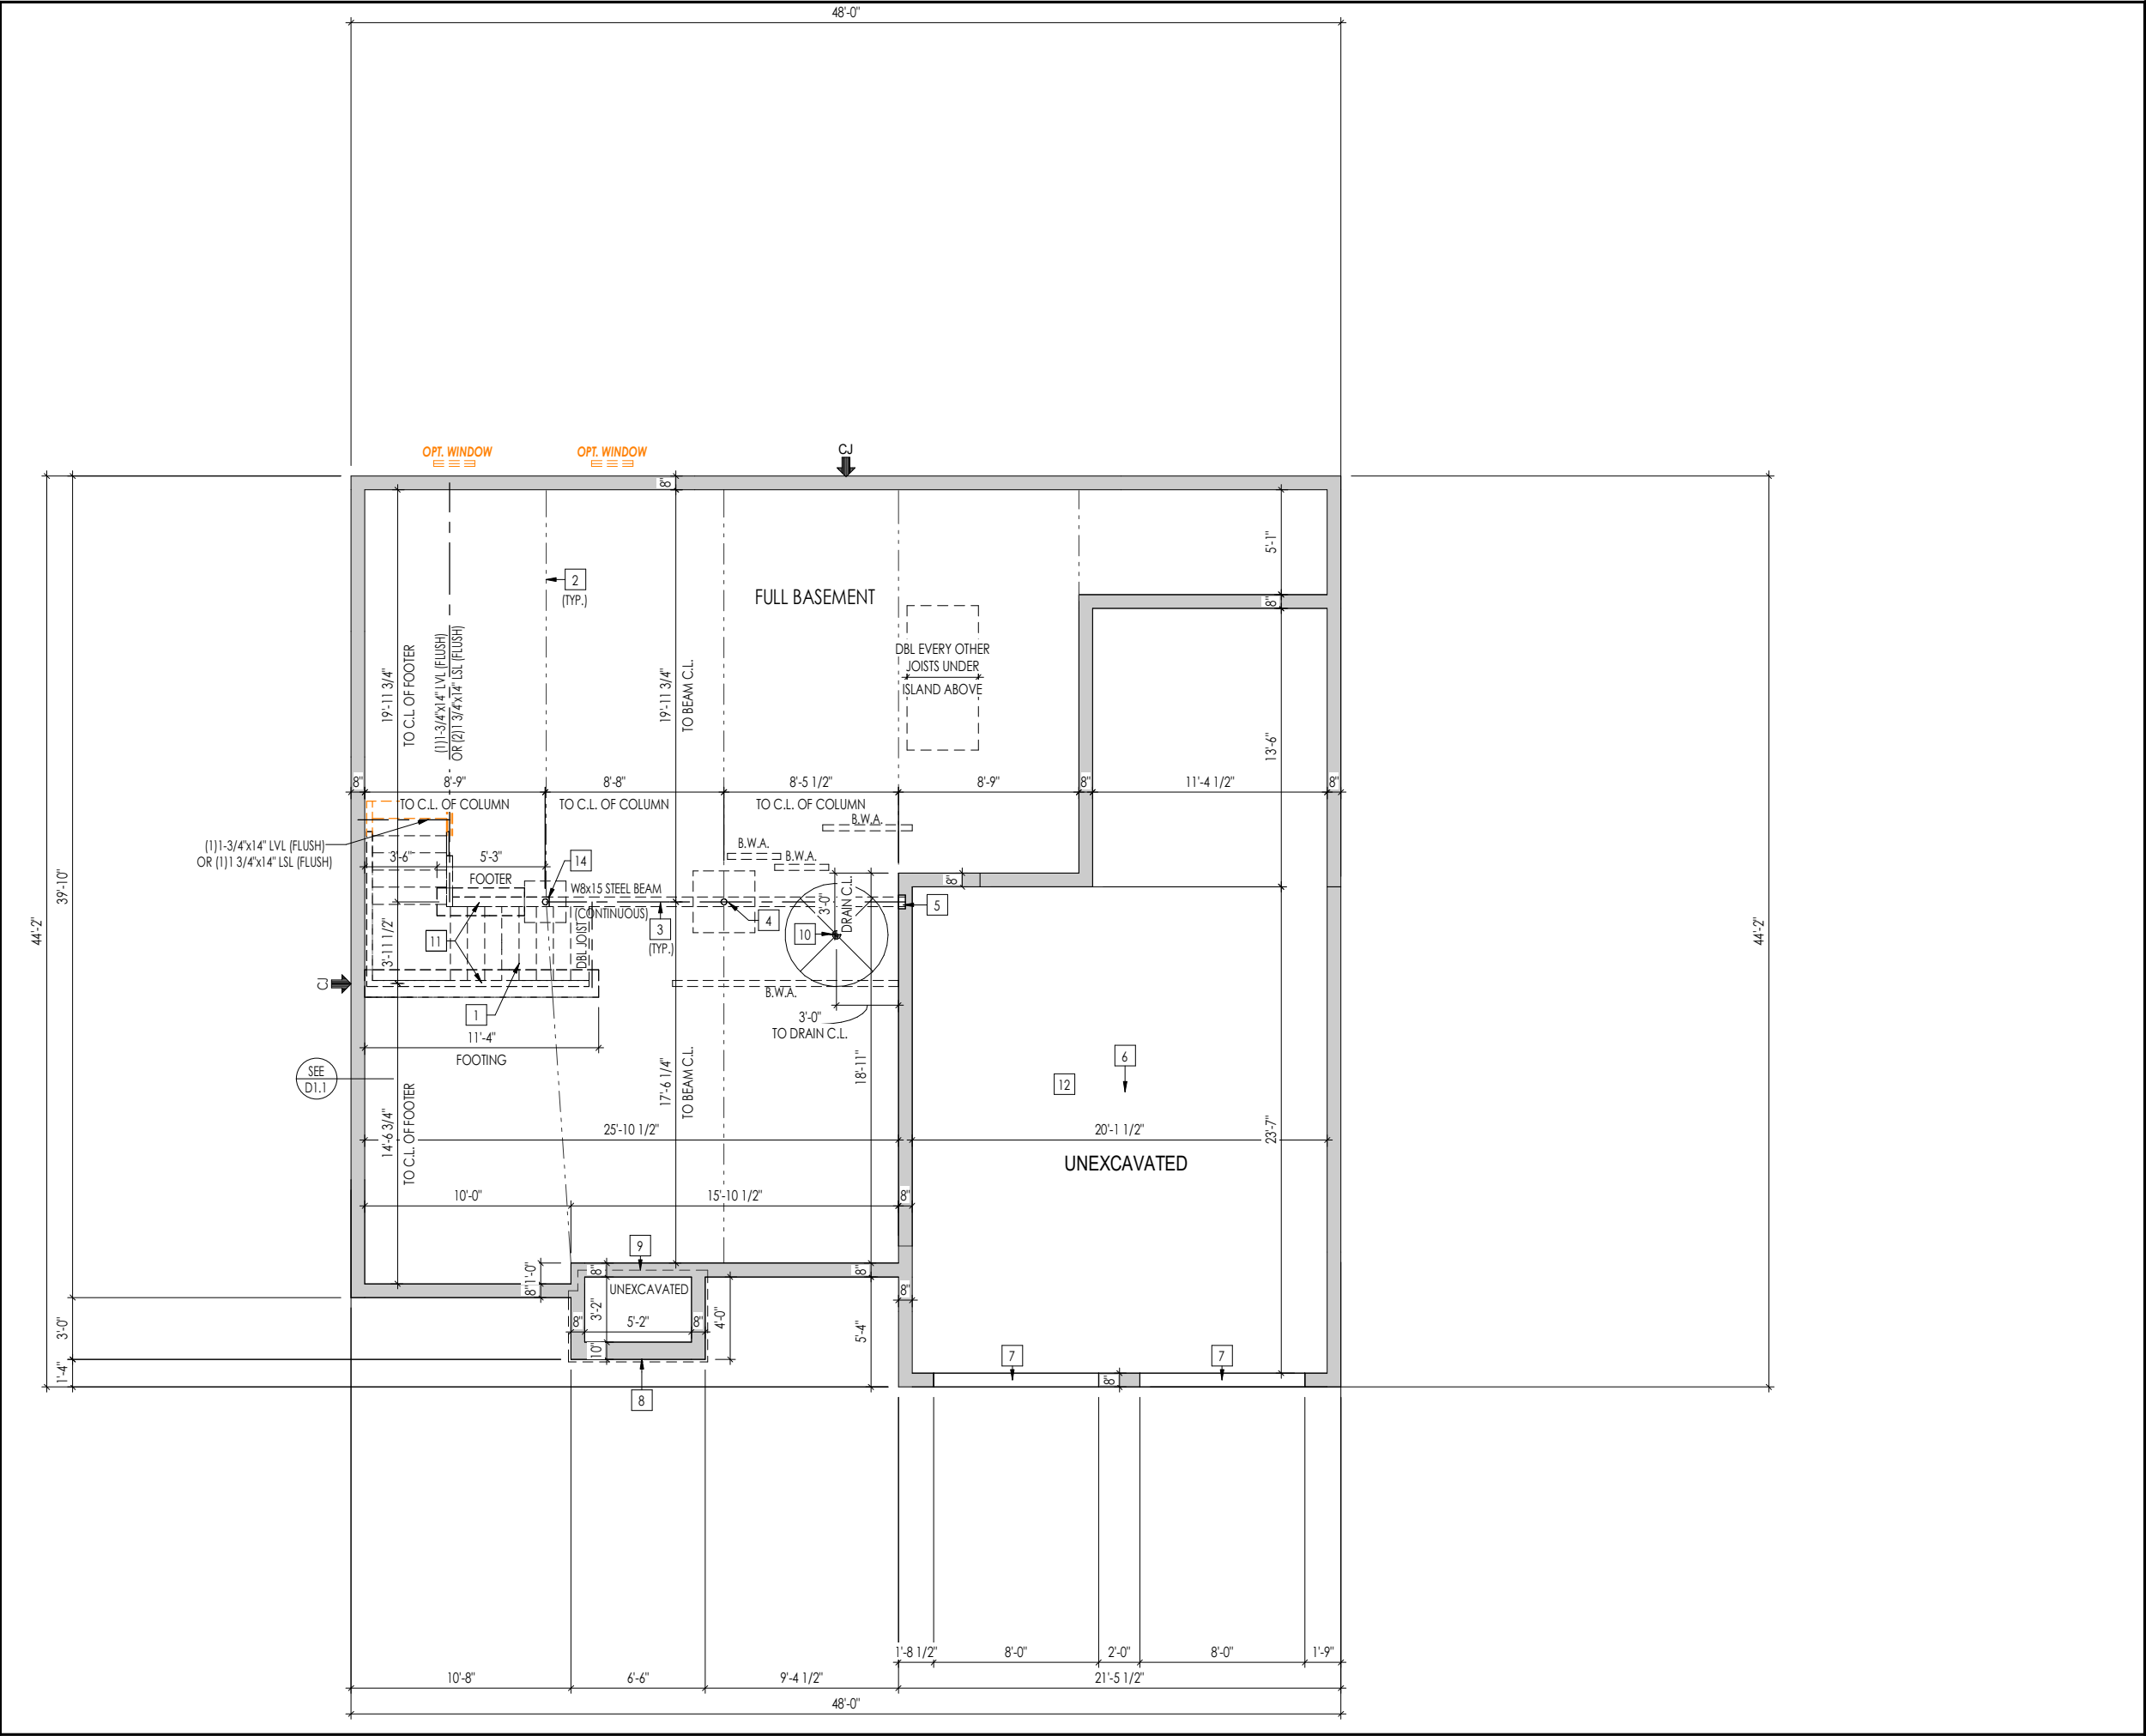 48'-0"
OPT. WINDOW
OPT. WINDOW
CJ
8"
5'-1"
2
(TYP.)
FULL BASEMENT
8"
19'-11 3/4"
TO C.L. OF FOOTER
(1)1-3/4"x14" LVL (FLUSH)
OR (2)1 3/4"x14" LSL (FLUSH)
19'-11 3/4"
TO BEAM C.L.
DBL EVERY OTHER
JOISTS UNDER
ISLAND ABOVE
13'-6"
8"
8'-9"
8'-8"
8'-5 1/2"
8'-9"
8"
11'-4 1/2"
8"
TO C.L. OF COLUMN
TO C.L. OF COLUMN
TO C.L. OF COLUMN
B.W.A.
(1)1-3/4"x14" LVL (FLUSH)
OR (1)1 3/4"x14" LSL (FLUSH)
B.W.A.
B.W.A.
3'-6"
5'-3"
14
FOOTER
W8x15 STEEL BEAM
(CONTINUOUS)
8"
39'-10"
44'-2"
44'-2"
3'-0"
DRAIN C.L.
5
4
3
(TYP.)
10
11
3'-11 1/2"
DBL JOIST
CJ
B.W.A.
1
3'-0"
TO DRAIN C.L.
11'-4"
FOOTING
SEE
D1.1
17'-6 1/4"
TO BEAM C.L.
18'-11"
6
12
14'-6 3/4"
TO C.L. OF FOOTER
25'-10 1/2"
20'-1 1/2"
23'-7"
UNEXCAVATED
10'-0"
15'-10 1/2"
8"
9
8"
1'-0"
8"
8"
8"
UNEXCAVATED
3'-2"
8"
5'-2"
8"
4'-0"
5'-4"
10"
3'-0"
1'-4"
7
7
8"
8
1'-8 1/2"
8'-0"
2'-0"
8'-0"
1'-9"
10'-8"
6'-6"
9'-4 1/2"
21'-5 1/2"
48'-0"